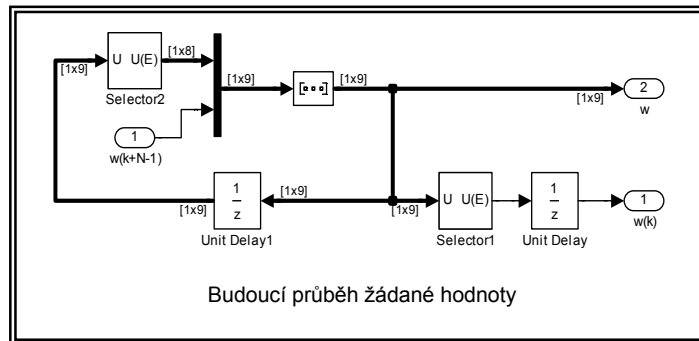 [1x9]
U U(E)
[1x8]
Selector2
[1x9]
[1x9]
2
[1x9]
w
1
w(k+N-1)
[1x9]
1
z
[1x9]
Unit Delay1
[1x9]
U U(E)
Selector1
1
z
Unit Delay
1
w(k)
Budoucí průběh žádané hodnoty